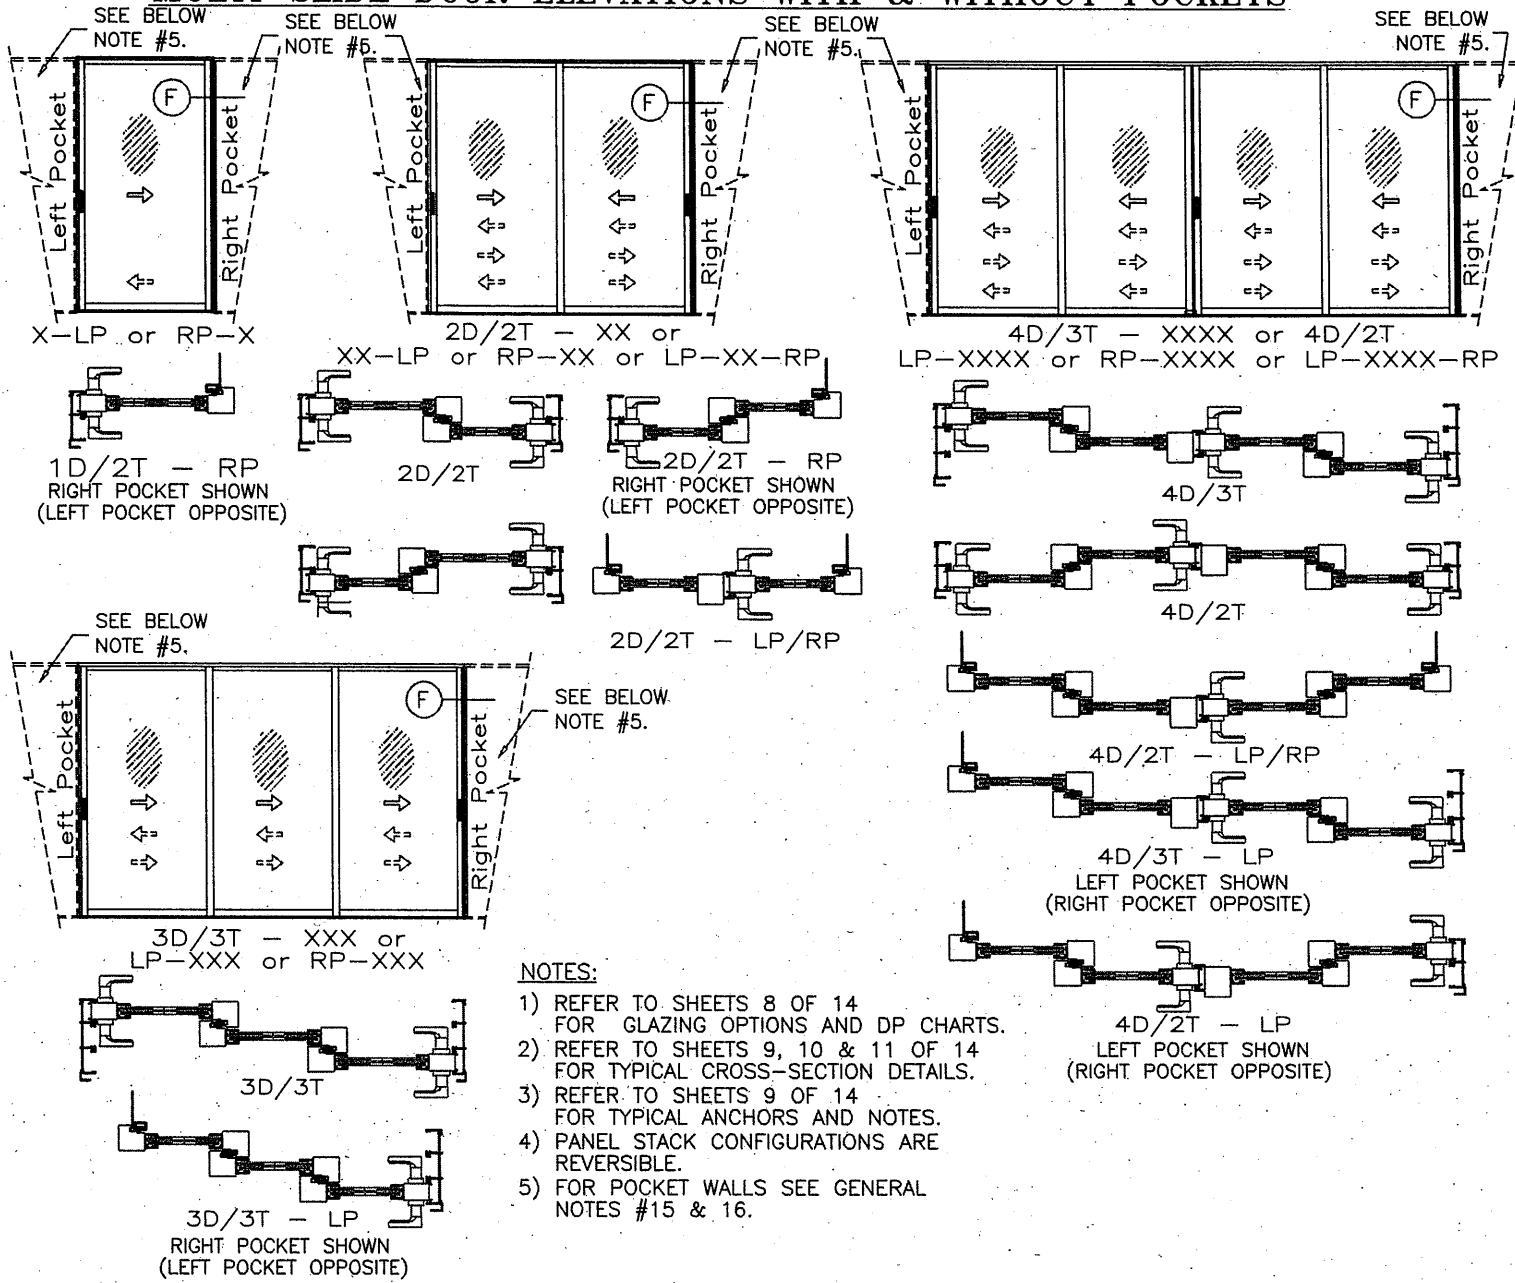 MULTI SLIDE DOOR ELEVATIONS WITH & WITHOUT POCKETS
SEE BELOW
NOTE #5.
SEE BELOW
NOTE #5.
SEE BELOW
NOTE #5.
SEE BELOW
NOTE #5.
Left Pocket
F
Right Pocket
Left Pocket
F
Right Pocket
Left Pocket
F
Right Pocket
X-LP or RP-X
2D/2T - XX or
XX-LP or RP-XX or LP-XX-RP
4D/3T - XXXX or 4D/2T
LP-XXXX or RP-XXXX or LP-XXXX-RP
1D/2T - RP
RIGHT POCKET SHOWN
(LEFT POCKET OPPOSITE)
2D/2T
2D/2T - RP
RIGHT POCKET SHOWN
(LEFT POCKET OPPOSITE)
4D/3T
4D/2T
2D/2T - LP/RP
SEE BELOW
NOTE #5.
Left Pocket
F
Right Pocket
SEE BELOW
NOTE #5.
4D/2T - LP/RP
4D/3T - LP
LEFT POCKET SHOWN
(RIGHT POCKET OPPOSITE)
3D/3T - XXX or
LP-XXX or RP-XXX
4D/2T - LP
LEFT POCKET SHOWN
(RIGHT POCKET OPPOSITE)
3D/3T
3D/3T - LP
RIGHT POCKET SHOWN
(LEFT POCKET OPPOSITE)
NOTES:
1) REFER TO SHEETS 8 OF 14
FOR GLAZING OPTIONS AND DP CHARTS.
2) REFER TO SHEETS 9, 10 & 11 OF 14
FOR TYPICAL CROSS-SECTION DETAILS.
3) REFER TO SHEETS 9 OF 14
FOR TYPICAL ANCHORS AND NOTES.
4) PANEL STACK CONFIGURATIONS ARE
REVERSIBLE.
5) FOR POCKET WALLS SEE GENERAL
NOTES #15 & 16.